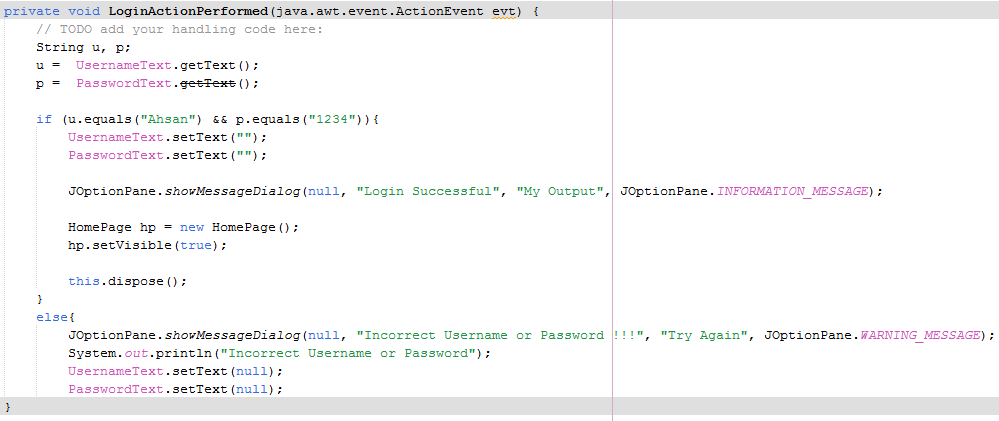 private void LoginActionPerformed(java.awt.event.ActionEvent evt) {
    // TODO add your handling code here:
    String u, p;
    u =  UsernameText.getText();
    p =  PasswordText.getText();

    if (u.equals("Ahsan") && p.equals("1234")){
        UsernameText.setText("");
        PasswordText.setText("");

        JOptionPane.showMessageDialog(null, "Login Successful", "My Output", JOptionPane.INFORMATION_MESSAGE);

        HomePage hp = new HomePage();
        hp.setVisible(true);

        this.dispose();
    }
    else{
        JOptionPane.showMessageDialog(null, "Incorrect Username or Password !!!", "Try Again", JOptionPane.WARNING_MESSAGE);
        System.out.println("Incorrect Username or Password");
        UsernameText.setText(null);
        PasswordText.setText(null);
}